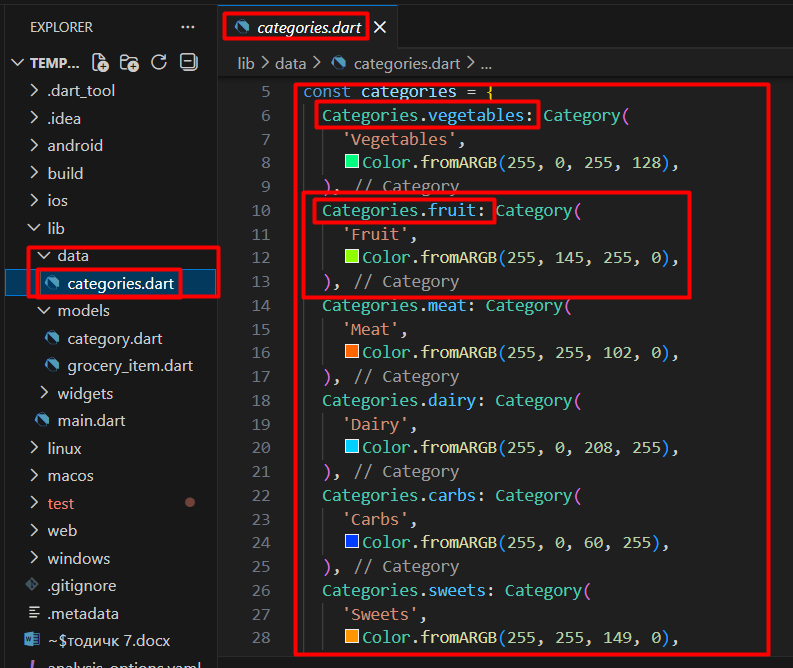 EXPLORER
TEMP...
.dart_tool
.idea
android
build
ios
lib
data
categories.dart
models
category.dart
grocery_item.dart
widgets
main.dart
linux
macos
test
web
windows
.gitignore
.metadata
~$тодичк 7.docx
analysis_options.yaml
categories.dart
lib > data > categories.dart > ...
5 const categories = {
6 Categories.vegetables: Category(
7 'Vegetables',
8 Color.fromARGB(255, 0, 255, 128),
9 ), // Category
10 Categories.fruit: Category(
11 'Fruit',
12 Color.fromARGB(255, 145, 255, 0),
13 ), // Category
14 Categories.meat: Category(
15 'Meat',
16 Color.fromARGB(255, 255, 102, 0),
17 ), // Category
18 Categories.dairy: Category(
19 'Dairy',
20 Color.fromARGB(255, 0, 208, 255),
21 ), // Category
22 Categories.carbs: Category(
23 'Carbs',
24 Color.fromARGB(255, 0, 60, 255),
25 ), // Category
26 Categories.sweets: Category(
27 'Sweets',
28 Color.fromARGB(255, 255, 149, 0),